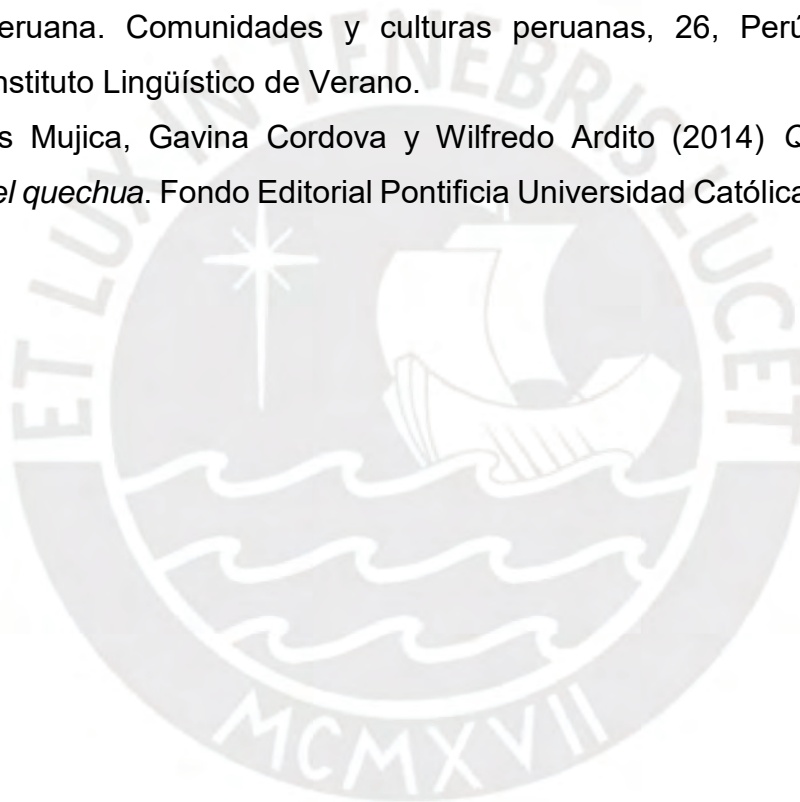 eruana. Comunidades y culturas peruanas, 26, Perú
nstituto Lingüístico de Verano.
s Mujica, Gavina Cordova y Wilfredo Ardito (2014) Q
el quechua. Fondo Editorial Pontificia Universidad Católica
ET LUX IN TENEBRIS LUCET
MCMXVII